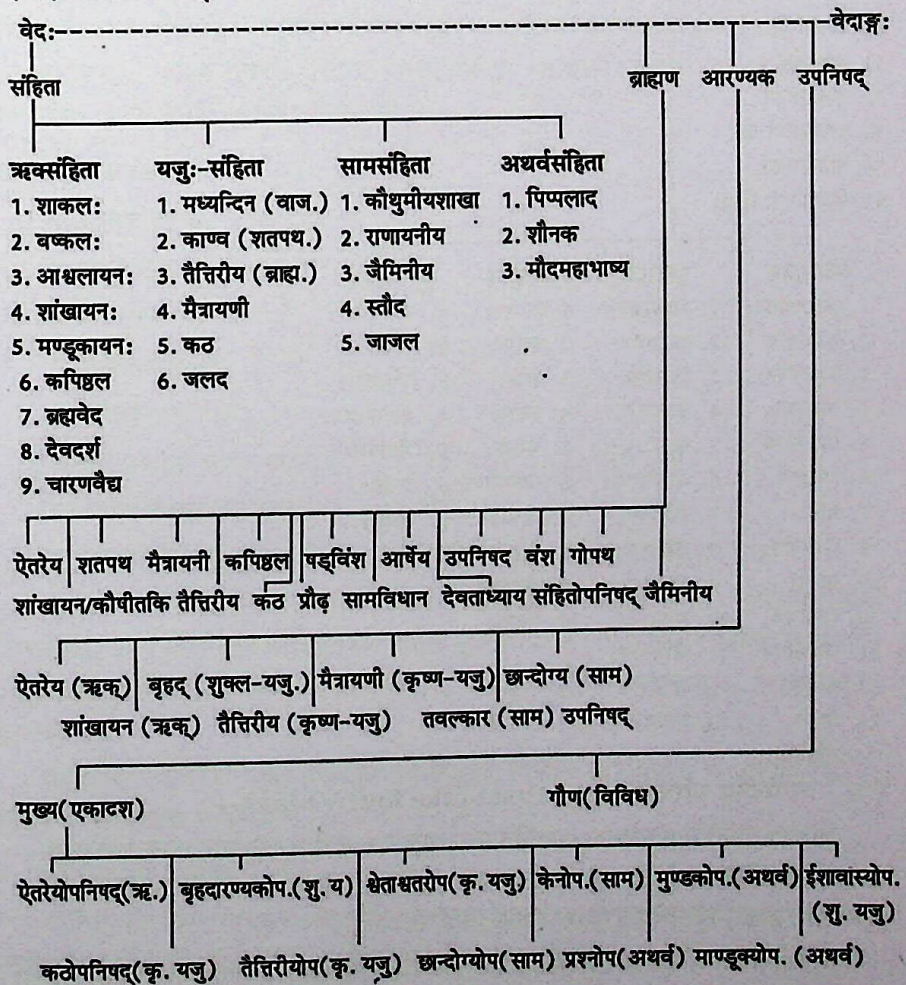 वेद:- -वेदाङ्ग:
संहिता ब्राह्मण आरण्यक उपनिषद्
ऋक्संहिता यजु:-संहिता सामसंहिता अथर्वसंहिता
1. शाकल: 1. मध्यन्दिन (वाज.) 1. कौथुमीयशाखा 1. पिप्पलाद
2. बष्कल: 2. काण्व (शतपथ.) 2. राणायनीय 2. शौनक
3. आश्वलायन: 3. तैत्तिरीय (ब्राह्म.) 3. जैमिनीय 3. मौदमहाभाष्य
4. शांखायन: 4. मैत्रायणी 4. स्तौद
5. मण्डूकायन: 5. कठ 5. जाजल
6. कपिष्ठल 6. जलद
7. ब्रह्मवेद
8. देवदर्श
9. चारणवैद्य
ऐतरेय शतपथ मैत्रायनी कपिष्ठल षड्विंश आर्षेय उपनिषद वंश गोपथ
शांखायन/कौषीतकि तैत्तिरीय कठ प्रौढ़ सामविधान देवताध्याय संहितोपनिषद् जैमिनीय
ऐतरेय (ऋक्) बृहद् (शुक्ल-यजु.) मैत्रायणी (कृष्ण-यजु) छान्दोग्य (साम)
शांखायन (ऋक्) तैत्तिरीय (कृष्ण-यजु) तवल्कार (साम) उपनिषद्
मुख्य(एकादश) गौण(विविध)
ऐतरेयोपनिषद्(ऋ.) बृहदारण्यकोप.(शु. य) श्वेताश्वतरोप(कृ. यजु) केनोप.(साम) मुण्डकोप.(अथर्व) ईशावास्योप.
(शु. यजु)
कठोपनिषद्(कृ. यजु) तैत्तिरीयोप(कृ. यजु) छान्दोग्योप(साम) प्रश्नोप(अथर्व) माण्डूक्योप. (अथर्व)